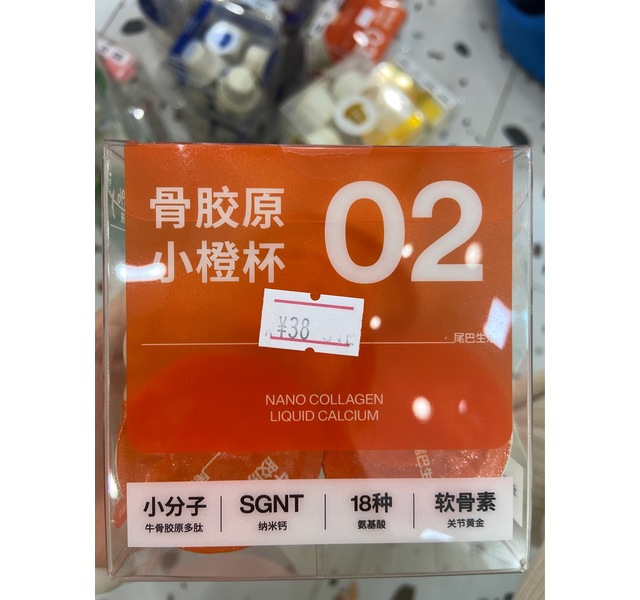 骨胶原
小橙杯
02
¥38
尾巴生
NANO COLLAGEN
LIQUID CALCIUM
小分子
牛骨胶原多肽
SGNT
纳米钙
18种
氨基酸
软骨素
关节黄金